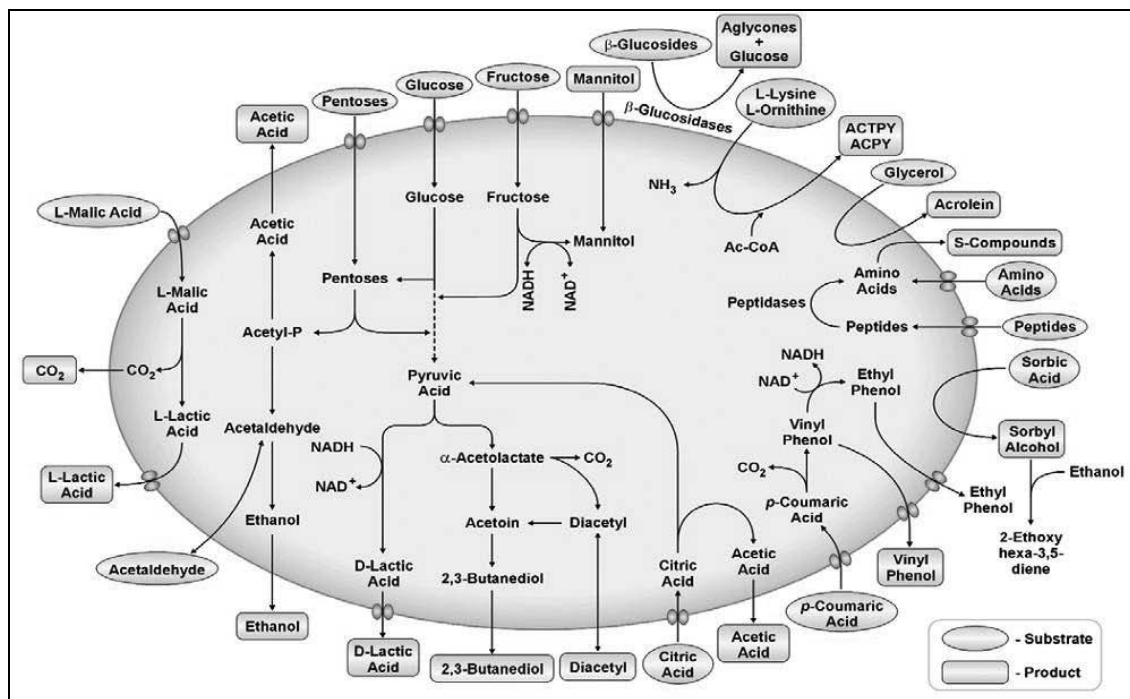 β-Glucosides
Aglycones
+
Glucose
Pentoses
Glucose
Fructose
Mannitol
β-Glucosidases
L-Lysine
L-Ornithine
Acetic
Acid
ACTPY
ACPY
Glycerol
NH3
Glucose
Fructose
L-Malic Acid
Acetic
Acid
Acrolein
Ac-CoA
Mannitol
S-Compounds
NADH
NAD+
Pentoses
Amino
Acids
Amino
Acids
L-Malic
Acid
Peptidases
Acetyl-P
Peptides
Peptides
CO2
CO2
NADH
Pyruvic
Acid
NAD+
Ethyl
Phenol
Sorbic
Acid
L-Lactic
Acid
Acetaldehyde
NADH
NAD+
α-Acetolactate
CO2
Vinyl
Phenol
Sorbyl
Alcohol
L-Lactic
Acid
CO2
Ethanol
p-Coumaric
Acid
Ethyl
Phenol
Ethanol
Acetoin
Diacetyl
2-Ethoxy
hexa-3,5-
diene
Acetaldehyde
D-Lactic
Acid
2,3-Butanediol
Citric
Acid
Acetic
Acid
Vinyl
Phenol
p-Coumaric
Acid
Ethanol
D-Lactic
Acid
2,3-Butanediol
Diacetyl
Citric
Acid
Acetic
Acid
- Substrate
- Product